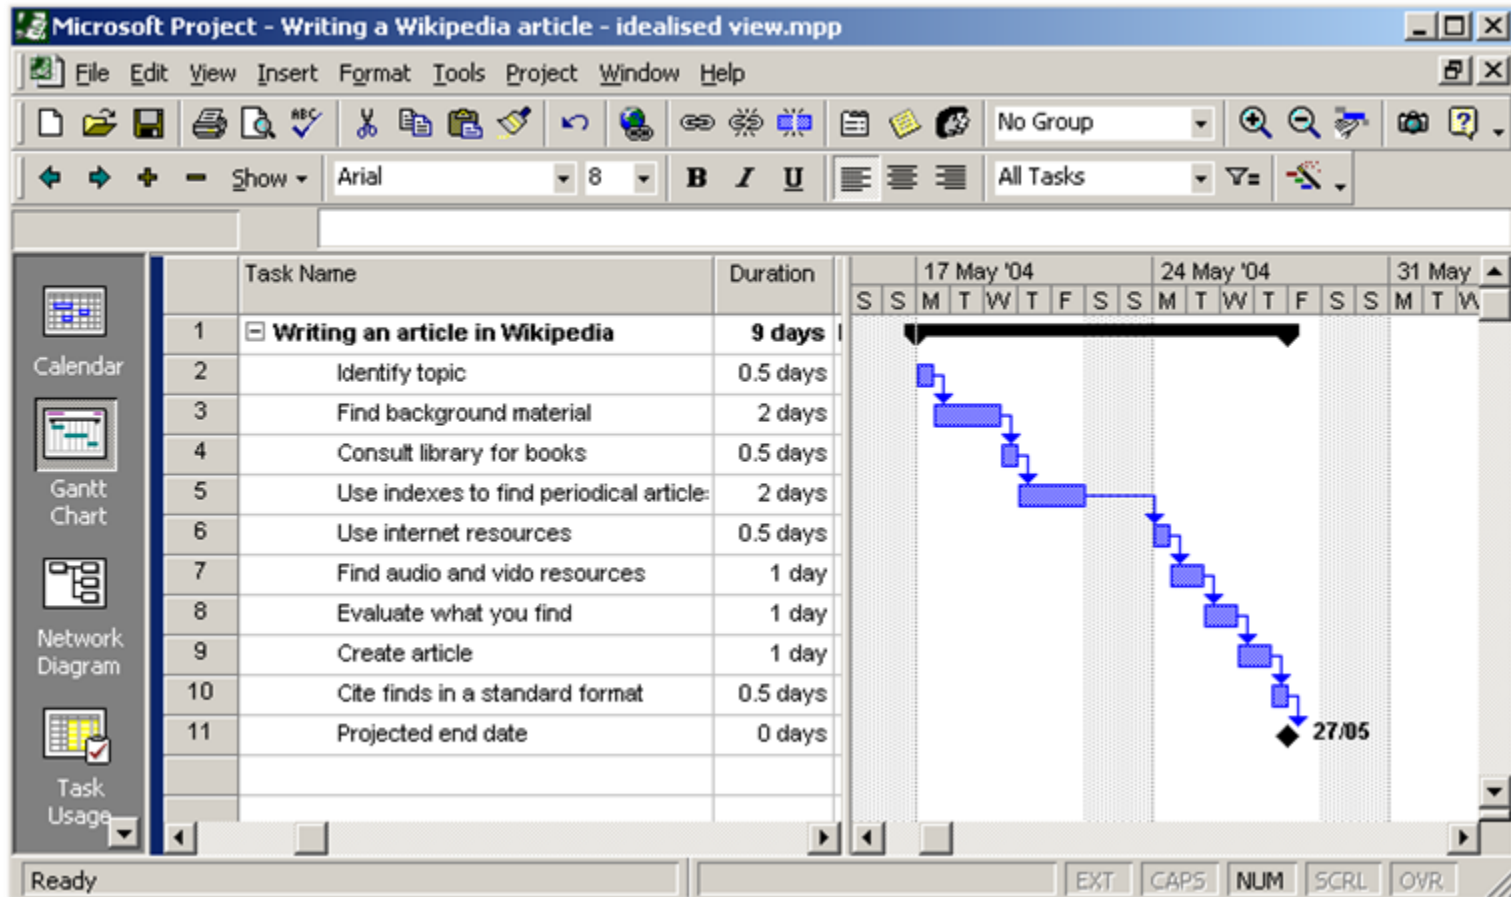 Microsoft Project - Writing a Wikipedia article - idealised view.mpp
File Edit View Insert Format Tools Project Window Help
ABC No Group ?
Show Arial 8 B I U All Tasks
Task Name Duration 17 May '04 24 May '04 31 May
S S M T W T F S S M T W T F S S M T W
1 Writing an article in Wikipedia 9 days
2 Identify topic 0.5 days
3 Find background material 2 days
4 Consult library for books 0.5 days
5 Use indexes to find periodical article 2 days
6 Use internet resources 0.5 days
7 Find audio and vido resources 1 day
8 Evaluate what you find 1 day
9 Create article 1 day
10 Cite finds in a standard format 0.5 days
11 Projected end date 0 days 27/05
Calendar
Gantt
Chart
Network
Diagram
Task
Usage
Ready EXT CAPS NUM SCRL OVR